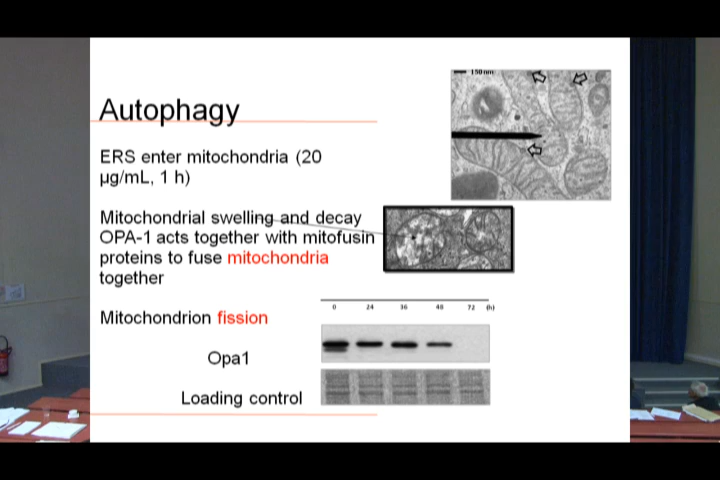 Autophagy
150 nm
ERS enter mitochondria (20
µg/mL, 1 h)
Mitochondrial swelling and decay
OPA-1 acts together with mitofusin
proteins to fuse mitochondria
together
Mitochondrion fission
0 24 36 48 72 (h)
Opa1
Loading control